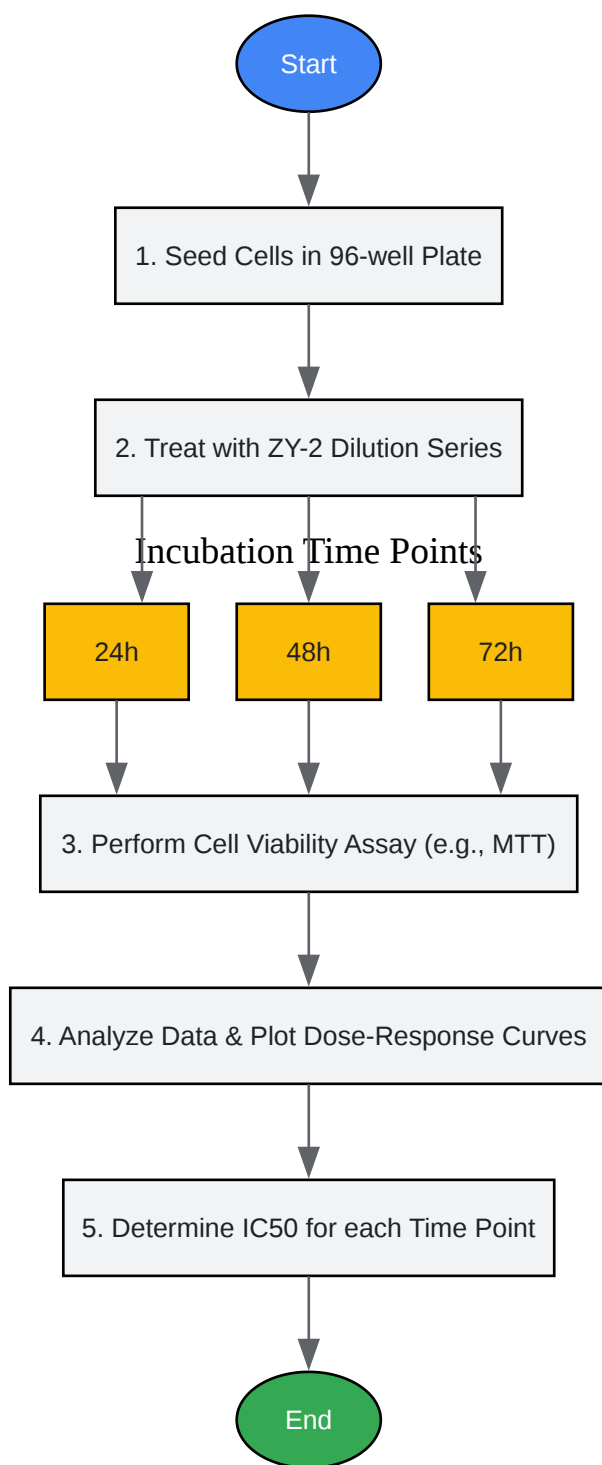 Start
1. Seed Cells in 96-well Plate
2. Treat with ZY-2 Dilution Series
Incubation Time Points
24h
48h
72h
3. Perform Cell Viability Assay (e.g., MTT)
4. Analyze Data & Plot Dose-Response Curves
5. Determine IC50 for each Time Point
End